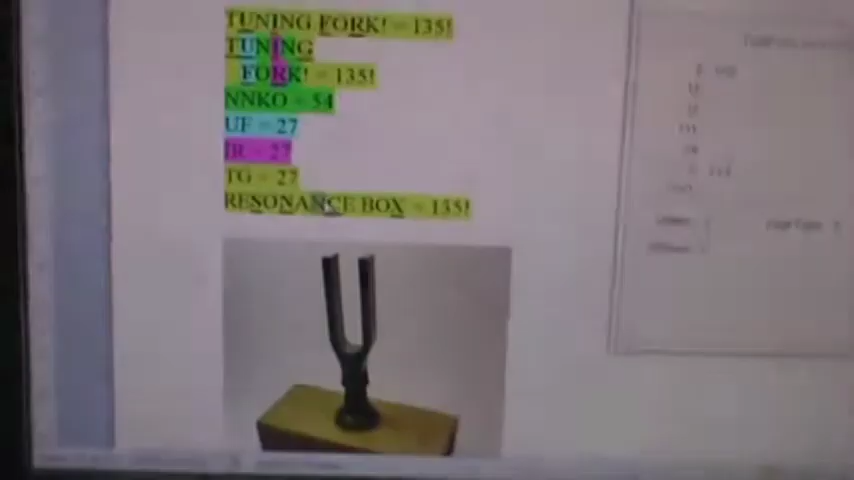 TUNING FORK! = 135!
TUNING
FORK! = 135!
NNKO = 54
UF = 27
IR = 27
TG = 27
RESONANCE BOX = 135!